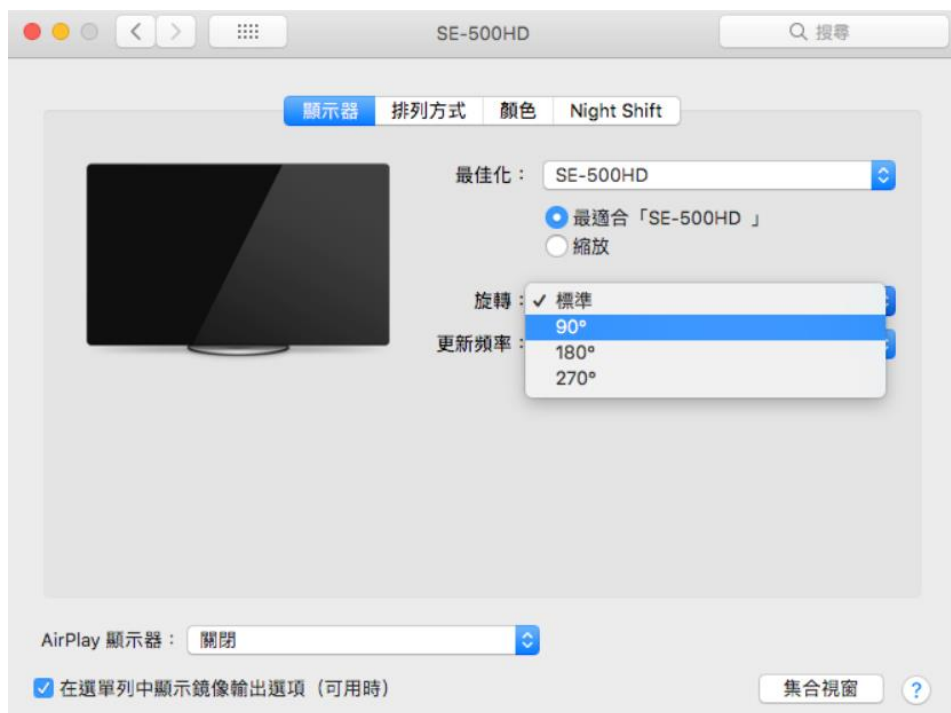 SE-500HD
搜尋
顯示器 排列方式 顏色 Night Shift
最佳化： SE-500HD
最適合「SE-500HD 」
縮放
旋轉： ✓ 標準
90°
更新頻率：
180°
270°
AirPlay 顯示器： 關閉
在選單列中顯示鏡像輸出選項（可用時）
集合視窗 ?